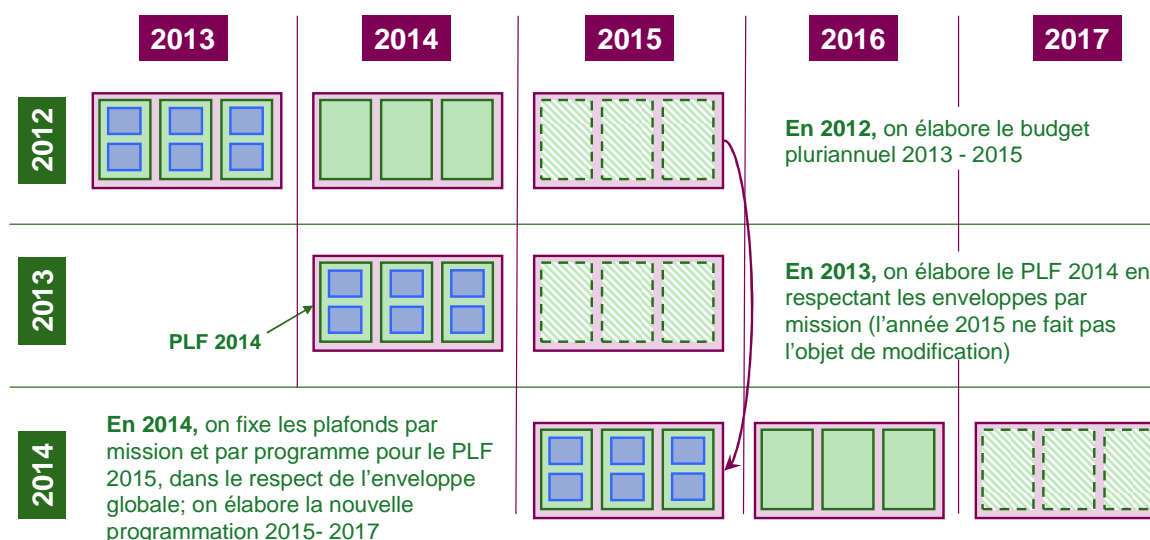 2013
2014
2015
2016
2017
2012
En 2012, on élabore le budget
pluriannuel 2013 - 2015
2013
PLF 2014
En 2013, on élabore le PLF 2014 en
respectant les enveloppes par
mission (l’année 2015 ne fait pas
l’objet de modification)
2014
En 2014, on fixe les plafonds par
mission et par programme pour le PLF
2015, dans le respect de l’enveloppe
globale; on élabore la nouvelle
programmation 2015- 2017